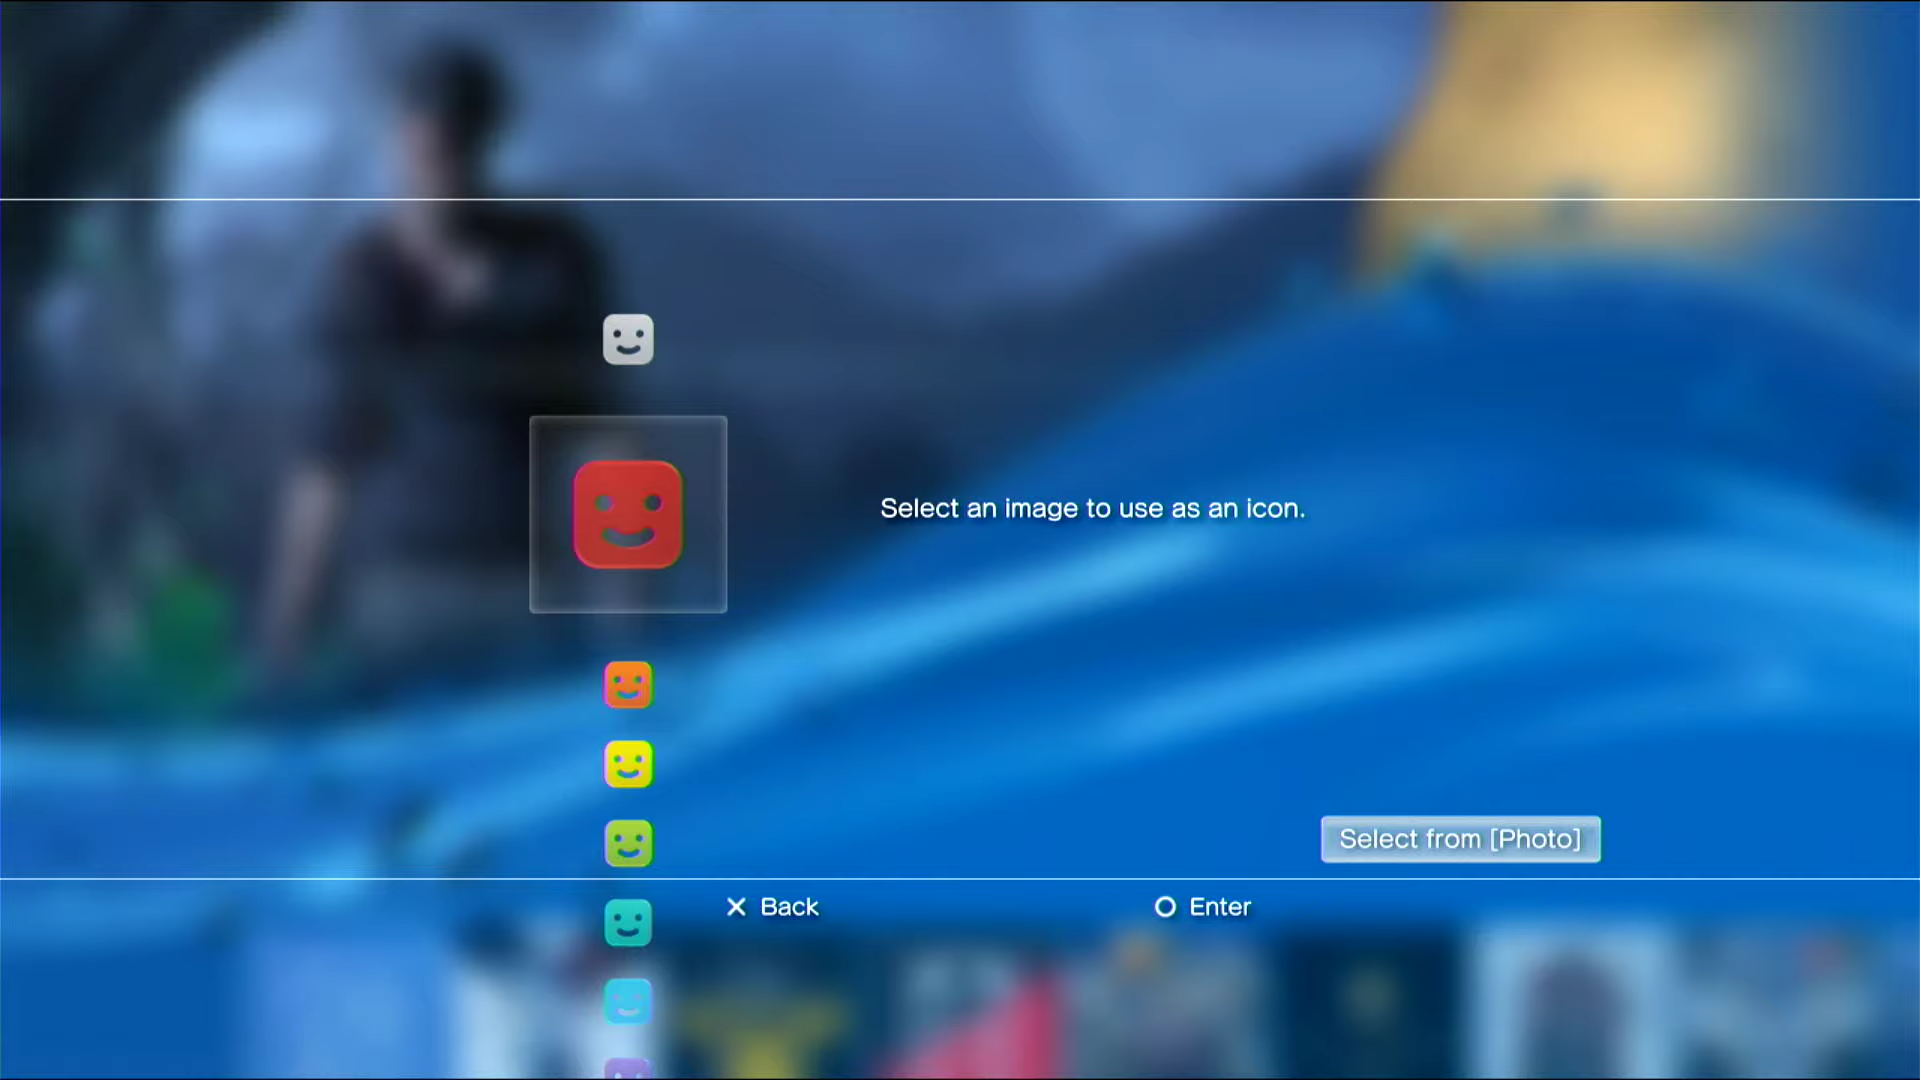 Select an image to use as an icon.
Select from [Photo]
Back
Enter